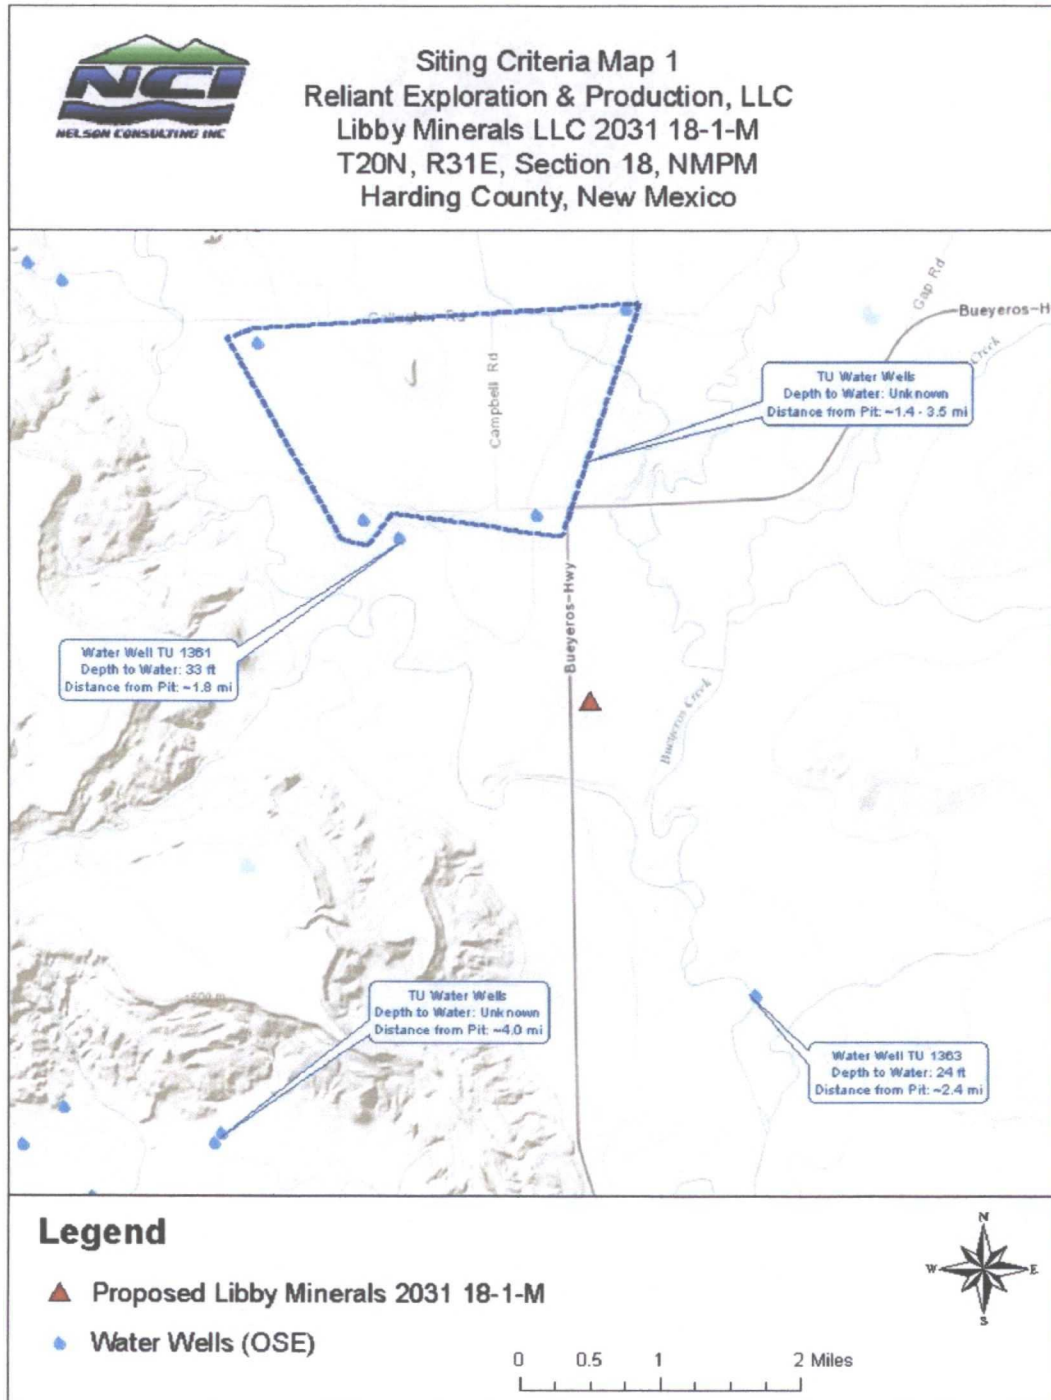 NCI
NELSON CONSULTING INC
Siting Criteria Map 1
Reliant Exploration & Production, LLC
Libby Minerals LLC 2031 18-1-M
T20N, R31E, Section 18, NMPM
Harding County, New Mexico
Gap Rd
Bueyeros-H
Creek
Rd
Campbell Rd
TU Water Wells
Depth to Water: Unknown
Distance from Pit: ~1.4 - 3.5 mi
Bueyeros-Hwy
Water Well TU 1361
Depth to Water: 33 ft
Distance from Pit: ~1.8 mi
Bueyeros Creek
TU Water Wells
Depth to Water: Unknown
Distance from Pit: ~4.0 mi
Water Well TU 1363
Depth to Water: 24 ft
Distance from Pit: ~2.4 mi
Legend
Proposed Libby Minerals 2031 18-1-M
Water Wells (OSE)
N
W
E
S
0 0.5 1 2 Miles